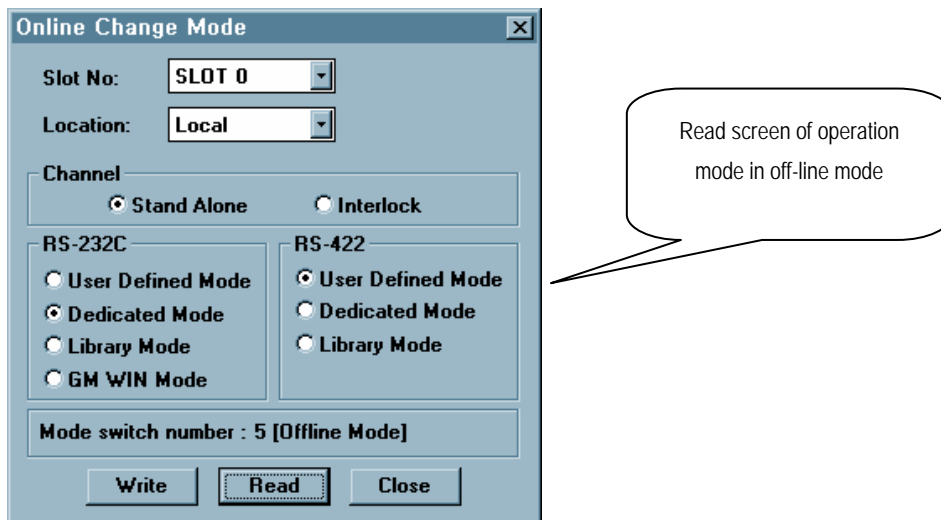 Online Change Mode
Slot No: SLOT 0
Location: Local
Channel
Stand Alone Interlock
RS-232C
User Defined Mode
Dedicated Mode
Library Mode
GM WIN Mode
RS-422
User Defined Mode
Dedicated Mode
Library Mode
Mode switch number : 5 [Offline Mode]
Write Read Close
Read screen of operation
mode in off-line mode